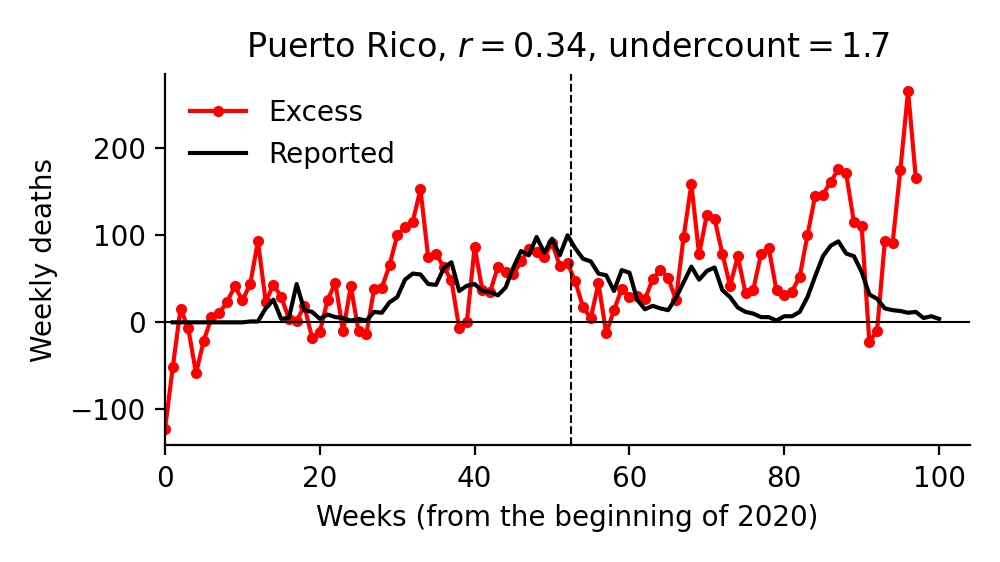 Puerto Rico, r = 0.34, undercount = 1.7
Excess
Reported
Weekly deaths
200
100
0
−100
0 20 40 60 80 100
Weeks (from the beginning of 2020)